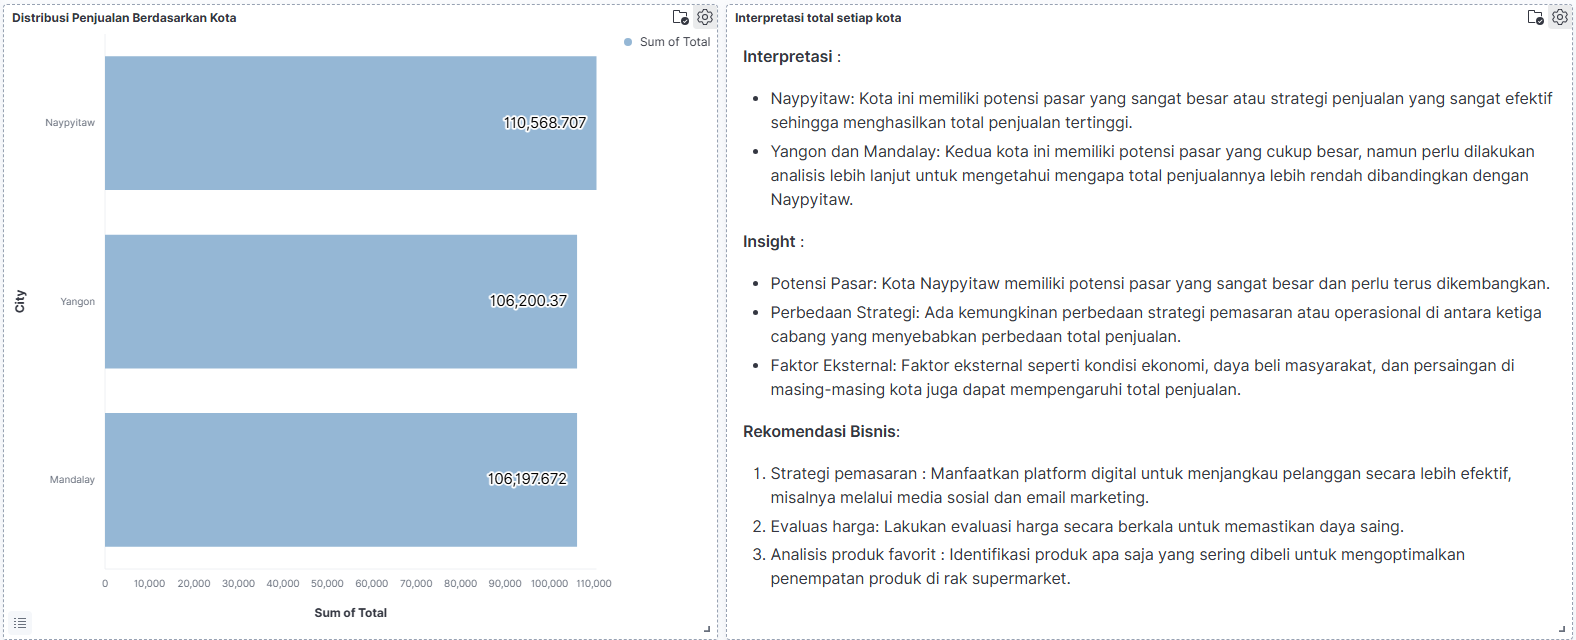 Distribusi Penjualan Berdasarkan Kota
Sum of Total
Naypyitaw
110,568.707
Yangon
106,200.37
Mandalay
106,197.672
City
0 10,000 20,000 30,000 40,000 50,000 60,000 70,000 80,000 90,000 100,000 110,000
Sum of Total
Interpretasi total setiap kota
Interpretasi :
• Naypyitaw: Kota ini memiliki potensi pasar yang sangat besar atau strategi penjualan yang sangat efektif
sehingga menghasilkan total penjualan tertinggi.
• Yangon dan Mandalay: Kedua kota ini memiliki potensi pasar yang cukup besar, namun perlu dilakukan
analisis lebih lanjut untuk mengetahui mengapa total penjualannya lebih rendah dibandingkan dengan
Naypyitaw.
Insight :
• Potensi Pasar: Kota Naypyitaw memiliki potensi pasar yang sangat besar dan perlu terus dikembangkan.
• Perbedaan Strategi: Ada kemungkinan perbedaan strategi pemasaran atau operasional di antara ketiga
cabang yang menyebabkan perbedaan total penjualan.
• Faktor Eksternal: Faktor eksternal seperti kondisi ekonomi, daya beli masyarakat, dan persaingan di
masing-masing kota juga dapat mempengaruhi total penjualan.
Rekomendasi Bisnis:
1. Strategi pemasaran : Manfaatkan platform digital untuk menjangkau pelanggan secara lebih efektif,
misalnya melalui media sosial dan email marketing.
2. Evaluas harga: Lakukan evaluasi harga secara berkala untuk memastikan daya saing.
3. Analisis produk favorit : Identifikasi produk apa saja yang sering dibeli untuk mengoptimalkan
penempatan produk di rak supermarket.